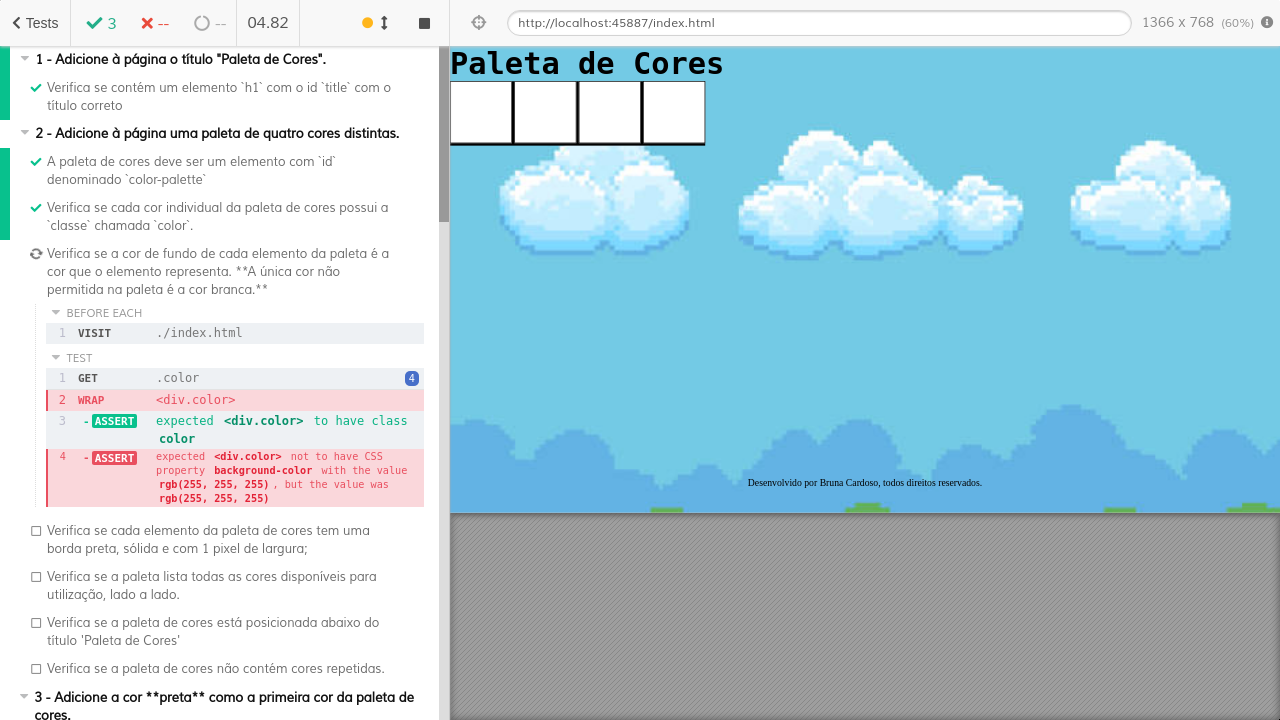 Tests
3
--
--
04.82
http://localhost:45887/index.html
1366 x 768 (60%)
1 - Adicione à página o título "Paleta de Cores".
Verifica se contém um elemento `h1` com o id `title` com o
título correto
2 - Adicione à página uma paleta de quatro cores distintas.
A paleta de cores deve ser um elemento com `id`
denominado `color-palette`
Verifica se cada cor individual da paleta de cores possui a
`classe` chamada `color`.
Verifica se a cor de fundo de cada elemento da paleta é a
cor que o elemento representa. **A única cor não
permitida na paleta é a cor branca.**
BEFORE EACH
1 VISIT ./index.html
TEST
1 GET .color 4
2 WRAP <div.color>
3 -ASSERT expected <div.color> to have class
color
4 -ASSERT expected <div.color> not to have CSS
property background-color with the value
rgb(255, 255, 255), but the value was
rgb(255, 255, 255)
Verifica se cada elemento da paleta de cores tem uma
borda preta, sólida e com 1 pixel de largura;
Verifica se a paleta lista todas as cores disponíveis para
utilização, lado a lado.
Verifica se a paleta de cores está posicionada abaixo do
título 'Paleta de Cores'
Verifica se a paleta de cores não contém cores repetidas.
3 - Adicione a cor **preta** como a primeira cor da paleta de
cores.
Paleta de Cores
Desenvolvido por Bruna Cardoso, todos direitos reservados.